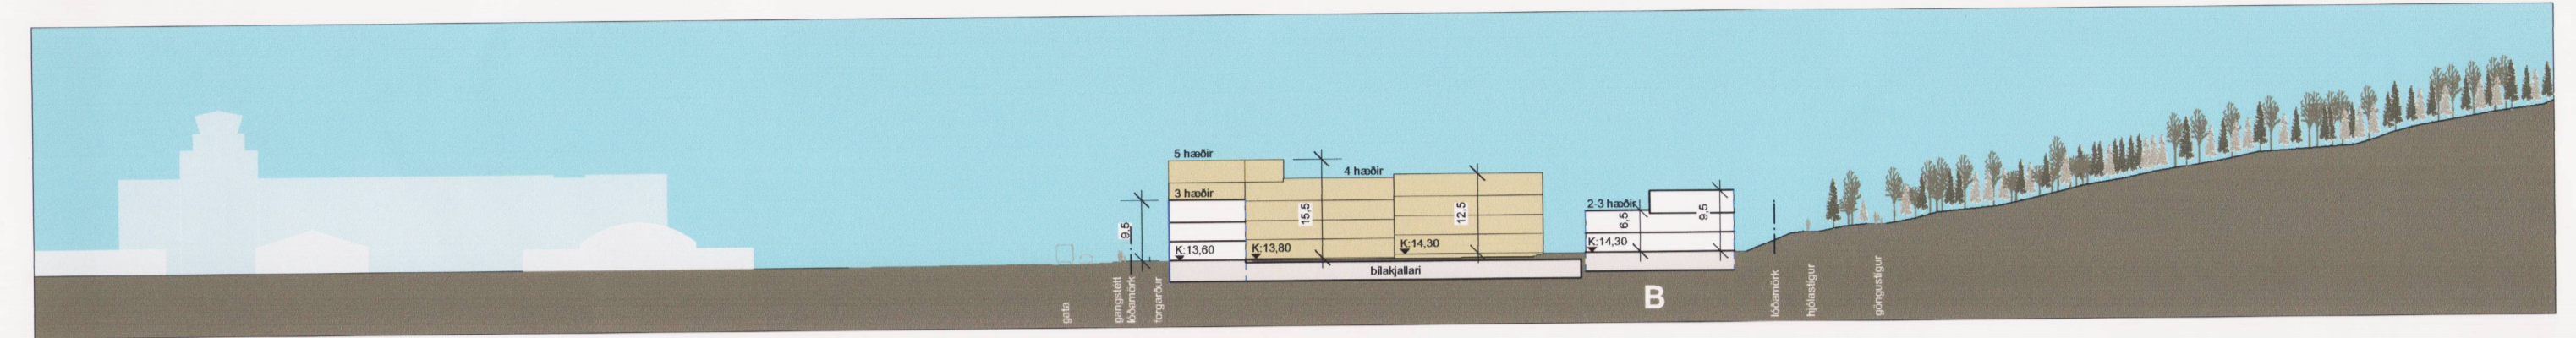 5 hæðir
3 hæðir
4 hæðir
2-3 hæðir
9,5
15,5
12,5
6,5
9,5
K:13,60
K:13,80
K:14,30
K:14,30
bílakjallari
B
gata
gangstétt
lóðamörk
forgarður
lóðamörk
hjólastígur
göngustígur